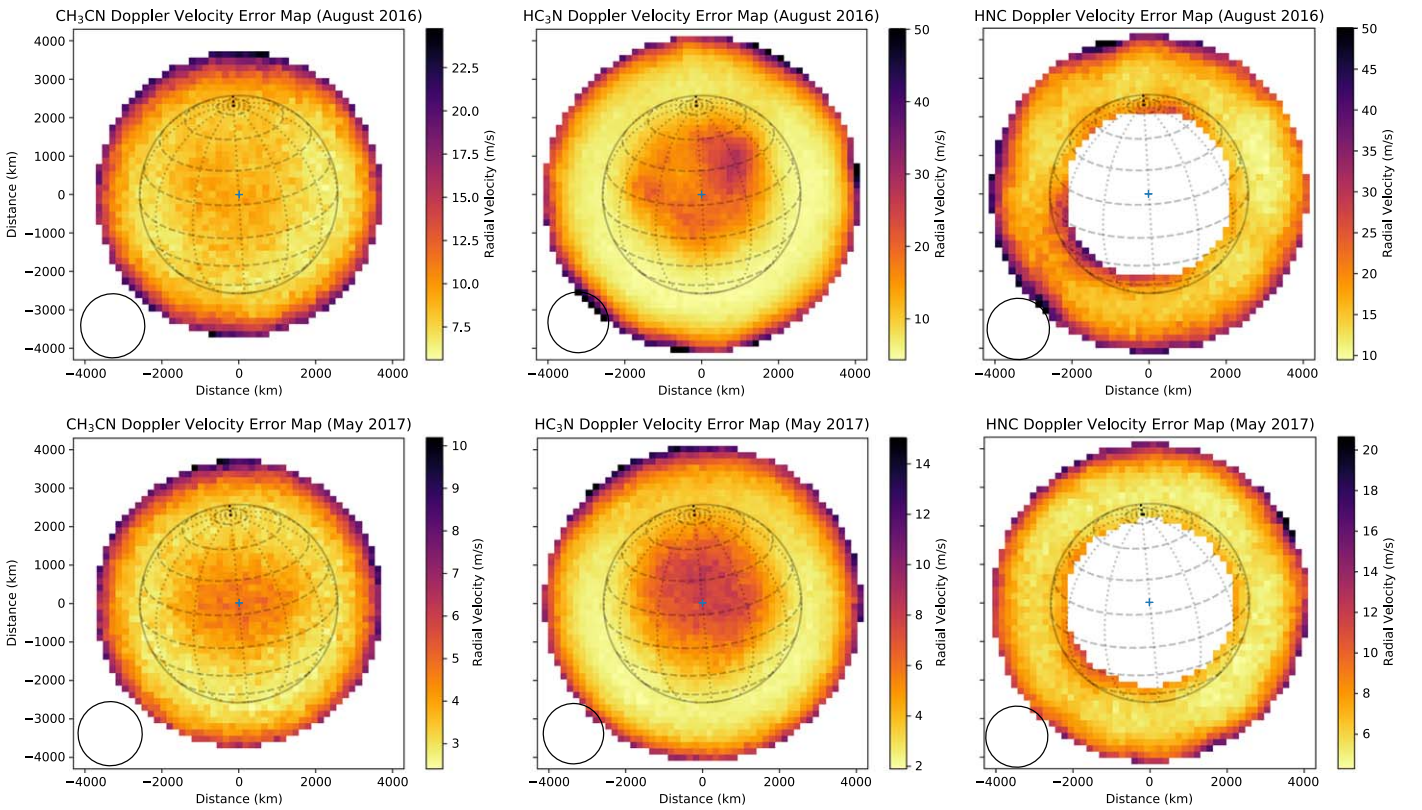 CH₃CN Doppler Velocity Error Map (August 2016)
4000
3000
2000
1000
0
−1000
−2000
−3000
−4000
Distance (km)
−4000 −2000 0 2000 4000
Distance (km)
22.5
20.0
17.5
15.0
12.5
10.0
7.5
Radial Velocity (m/s)
HC₃N Doppler Velocity Error Map (August 2016)
−4000 −2000 0 2000 4000
Distance (km)
50
40
30
20
10
Radial Velocity (m/s)
HNC Doppler Velocity Error Map (August 2016)
−4000 −2000 0 2000 4000
Distance (km)
50
45
40
35
30
25
20
15
10
Radial Velocity (m/s)
CH₃CN Doppler Velocity Error Map (May 2017)
4000
3000
2000
1000
0
−1000
−2000
−3000
−4000
Distance (km)
−4000 −2000 0 2000 4000
Distance (km)
10
9
8
7
6
5
4
3
Radial Velocity (m/s)
HC₃N Doppler Velocity Error Map (May 2017)
−4000 −2000 0 2000 4000
Distance (km)
14
12
10
8
6
4
2
Radial Velocity (m/s)
HNC Doppler Velocity Error Map (May 2017)
−4000 −2000 0 2000 4000
Distance (km)
20
18
16
14
12
10
8
6
Radial Velocity (m/s)